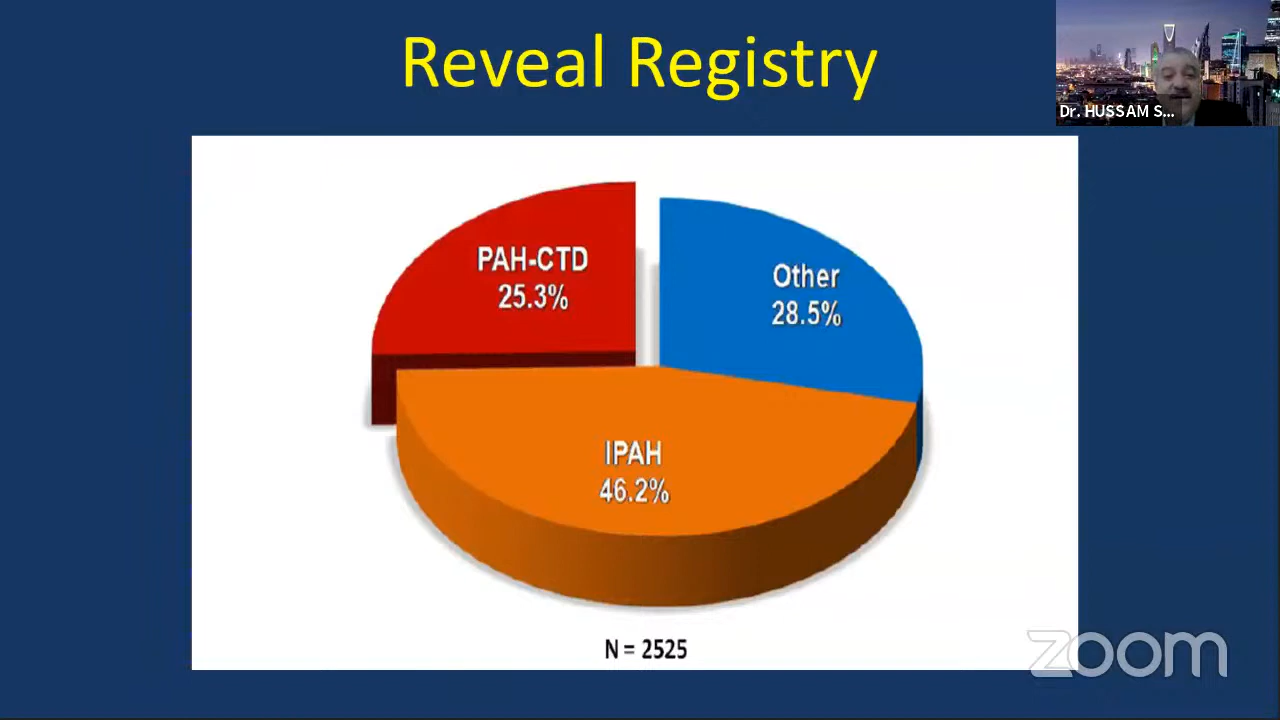 Reveal Registry
Dr. HUSSAM S...
PAH-CTD
25.3%
Other
28.5%
IPAH
46.2%
N = 2525
zoom